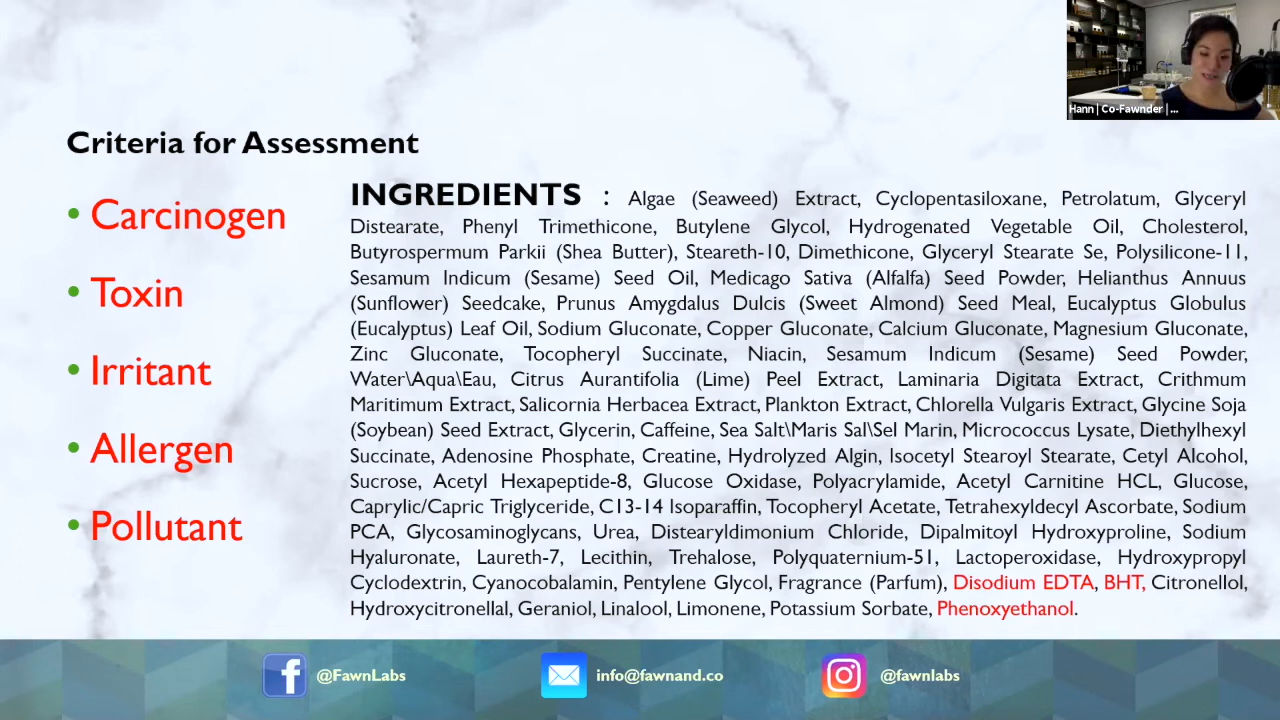 Hann | Co-Fawnder | ...
Criteria for Assessment
• Carcinogen
• Toxin
• Irritant
• Allergen
• Pollutant
INGREDIENTS : Algae (Seaweed) Extract, Cyclopentasiloxane, Petrolatum, Glyceryl
Distearate, Phenyl Trimethicone, Butylene Glycol, Hydrogenated Vegetable Oil, Cholesterol,
Butyrospermum Parkii (Shea Butter), Steareth-10, Dimethicone, Glyceryl Stearate Se, Polysilicone-11,
Sesamum Indicum (Sesame) Seed Oil, Medicago Sativa (Alfalfa) Seed Powder, Helianthus Annuus
(Sunflower) Seedcake, Prunus Amygdalus Dulcis (Sweet Almond) Seed Meal, Eucalyptus Globulus
(Eucalyptus) Leaf Oil, Sodium Gluconate, Copper Gluconate, Calcium Gluconate, Magnesium Gluconate,
Zinc Gluconate, Tocopheryl Succinate, Niacin, Sesamum Indicum (Sesame) Seed Powder,
Water\Aqua\Eau, Citrus Aurantifolia (Lime) Peel Extract, Laminaria Digitata Extract, Crithmum
Maritimum Extract, Salicornia Herbacea Extract, Plankton Extract, Chlorella Vulgaris Extract, Glycine Soja
(Soybean) Seed Extract, Glycerin, Caffeine, Sea Salt\Maris Sal\Sel Marin, Micrococcus Lysate, Diethylhexyl
Succinate, Adenosine Phosphate, Creatine, Hydrolyzed Algin, Isocetyl Stearoyl Stearate, Cetyl Alcohol,
Sucrose, Acetyl Hexapeptide-8, Glucose Oxidase, Polyacrylamide, Acetyl Carnitine HCL, Glucose,
Caprylic/Capric Triglyceride, C13-14 Isoparaffin, Tocopheryl Acetate, Tetrahexyldecyl Ascorbate, Sodium
PCA, Glycosaminoglycans, Urea, Distearyldimonium Chloride, Dipalmitoyl Hydroxyproline, Sodium
Hyaluronate, Laureth-7, Lecithin, Trehalose, Polyquaternium-51, Lactoperoxidase, Hydroxypropyl
Cyclodextrin, Cyanocobalamin, Pentylene Glycol, Fragrance (Parfum), Disodium EDTA, BHT, Citronellol,
Hydroxycitronellal, Geraniol, Linalool, Limonene, Potassium Sorbate, Phenoxyethanol.
@FawnLabs
info@fawnand.co
@fawnlabs